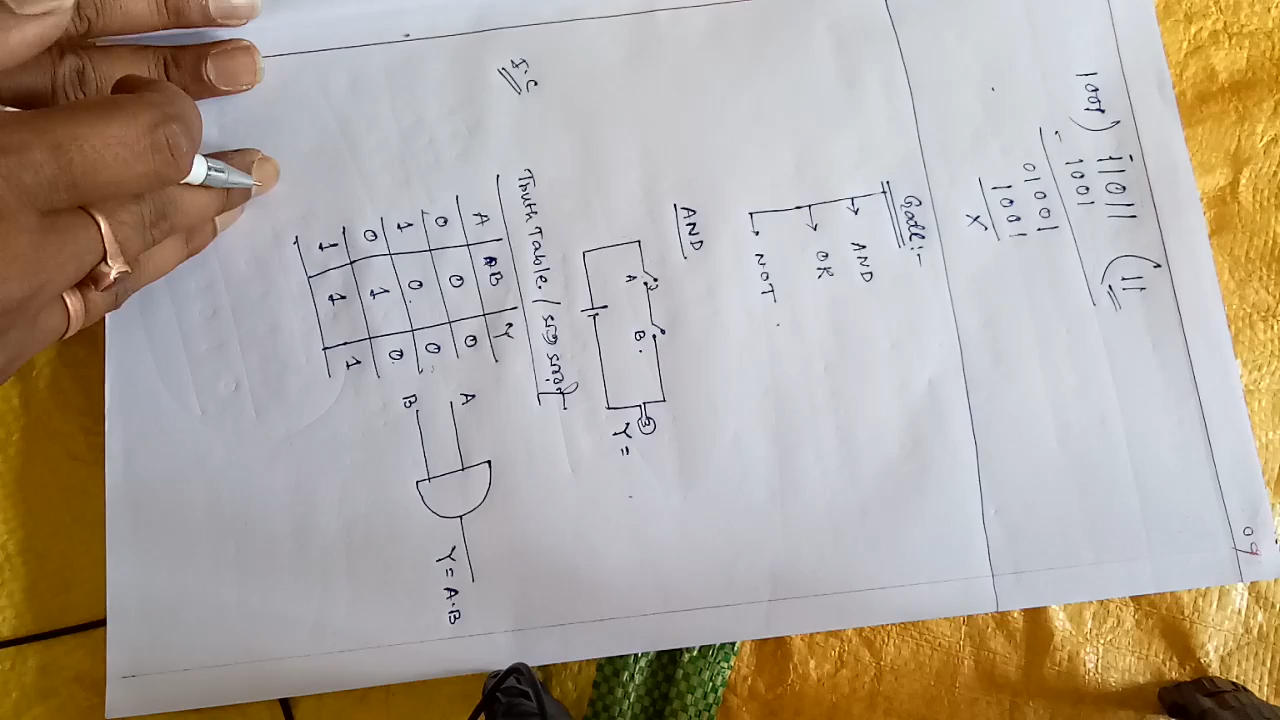 09
1001) 11011 (11
- 1001
01001
1001
X
Gate:-
AND
OR
NOT
AND
A
B
Y =
I.C
Truth Table /
A B Y
0 0 0
1 0 0
0 1 0
1 1 1
A
B
Y = A.B